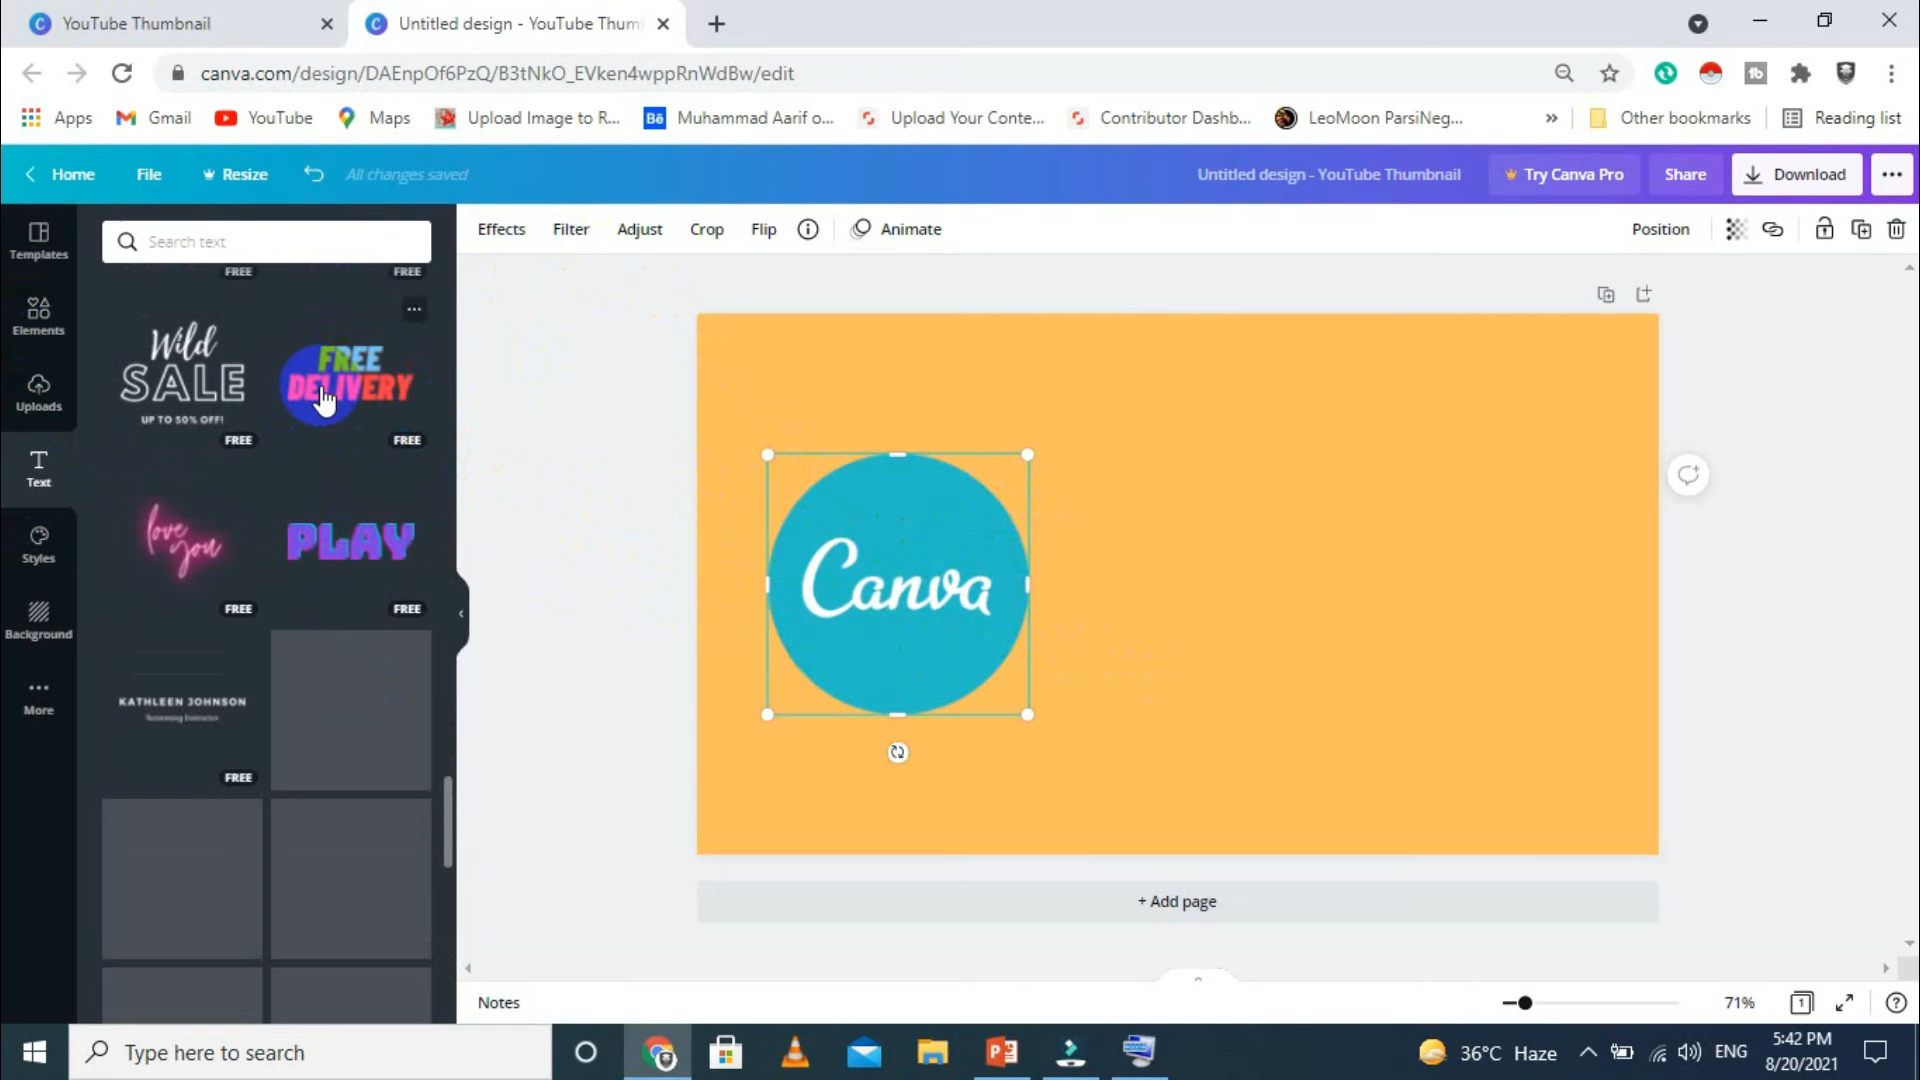 YouTube Thumbnail
Untitled design - YouTube Thum
canva.com/design/DAEnpOf6PzQ/B3tNkO_EVken4wppRnWdBw/edit
Apps
Gmail
YouTube
Maps
Upload Image to R...
Bē
Muhammad Aarif o...
Upload Your Conte...
Contributor Dashb...
LeoMoon ParsiNeg...
»
Other bookmarks
Reading list
Home
File
Resize
All changes saved
Untitled design - YouTube Thumbnail
Try Canva Pro
Share
Download
Templates
Elements
Uploads
Text
Styles
Background
More
Search text
FREE
FREE
Wild
SALE
UP TO 50% OFF!
FREE
FREE
DELIVERY
FREE
love
you
FREE
PLAY
FREE
KATHLEEN JOHNSON
FREE
Effects
Filter
Adjust
Crop
Flip
Animate
Position
Canva
+ Add page
Notes
71%
1
Type here to search
36°C Haze
ENG
5:42 PM
8/20/2021